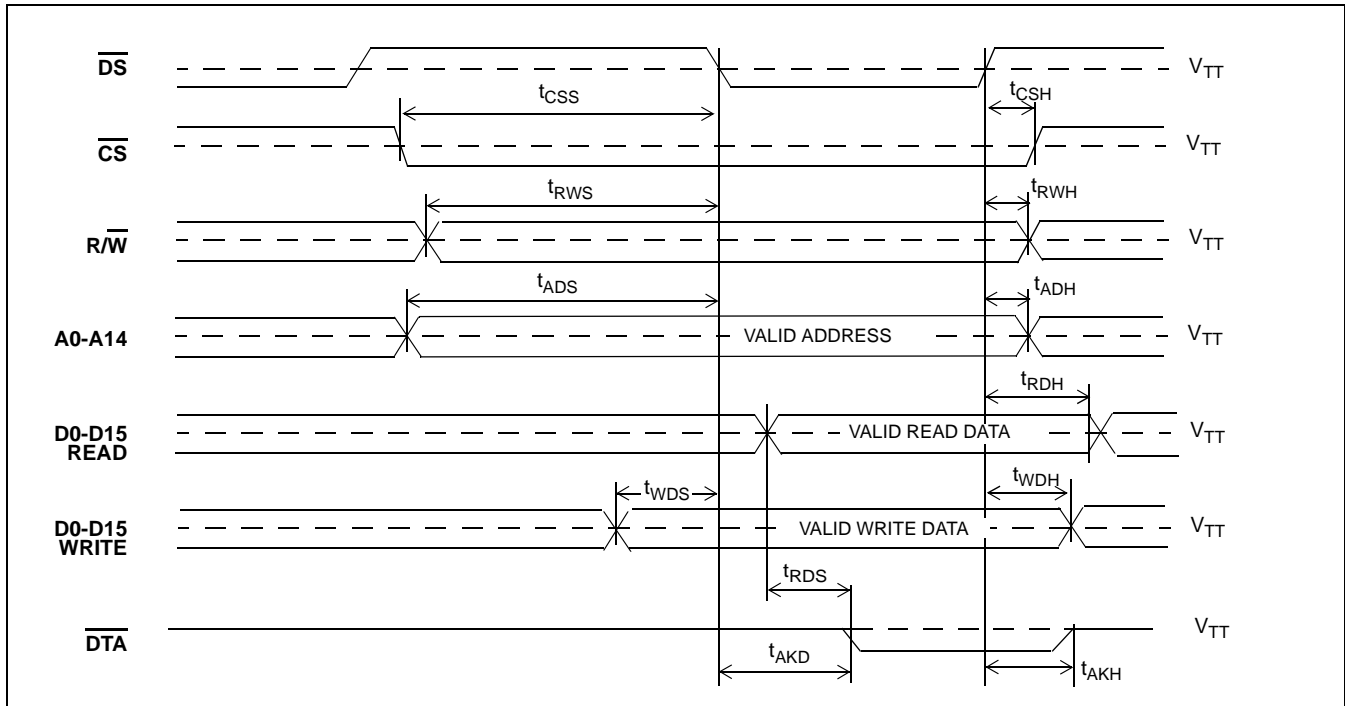 DS
VTT
tCSS
tCSH
CS
VTT
tRWS
tRWH
R/W
VTT
tADS
tADH
A0-A14
VALID ADDRESS
VTT
tRDH
D0-D15
READ
VALID READ DATA
VTT
tWDS
tWDH
D0-D15
WRITE
VALID WRITE DATA
VTT
tRDS
DTA
VTT
tAKD
tAKH